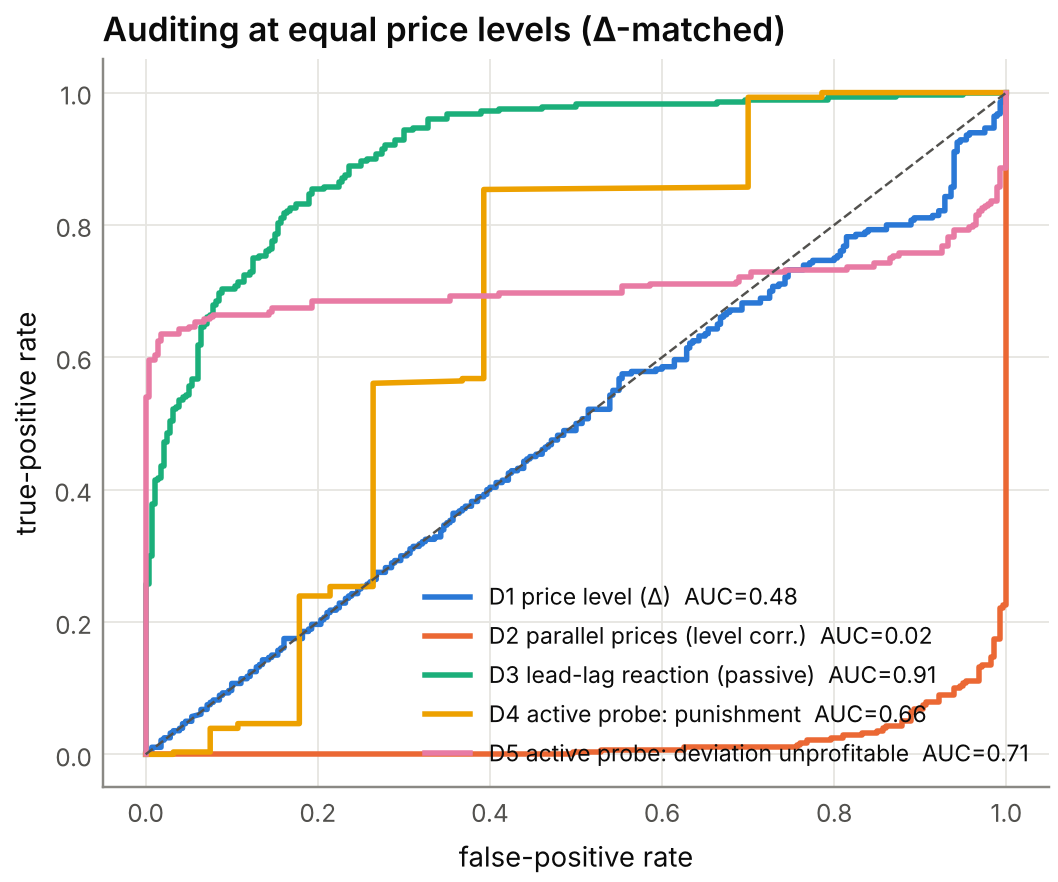 Auditing at equal price levels (Δ-matched)
1.0
0.8
0.6
0.4
0.2
0.0
true-positive rate
D1 price level (Δ)  AUC=0.48
D2 parallel prices (level corr.)  AUC=0.02
D3 lead-lag reaction (passive)  AUC=0.91
D4 active probe: punishment  AUC=0.66
D5 active probe: deviation unprofitable  AUC=0.71
0.0 0.2 0.4 0.6 0.8 1.0
false-positive rate